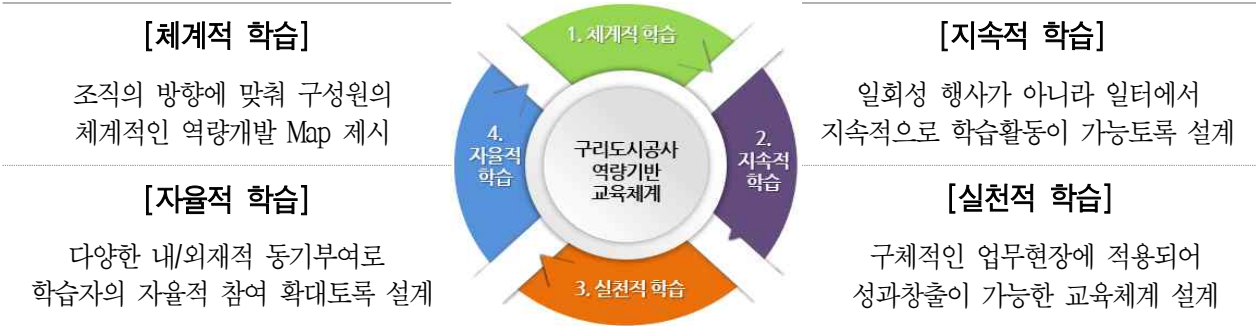 [체계적 학습]
조직의 방향에 맞춰 구성원의
체계적인 역량개발 Map 제시
[자율적 학습]
다양한 내/외재적 동기부여로
학습자의 자율적 참여 확대토록 설계
1. 체계적 학습
4.
자율적
학습
구리도시공사
역량기반
교육체계
2.
지속적
학습
3. 실천적 학습
[지속적 학습]
일회성 행사가 아니라 일터에서
지속적으로 학습활동이 가능토록 설계
[실천적 학습]
구체적인 업무현장에 적용되어
성과창출이 가능한 교육체계 설계